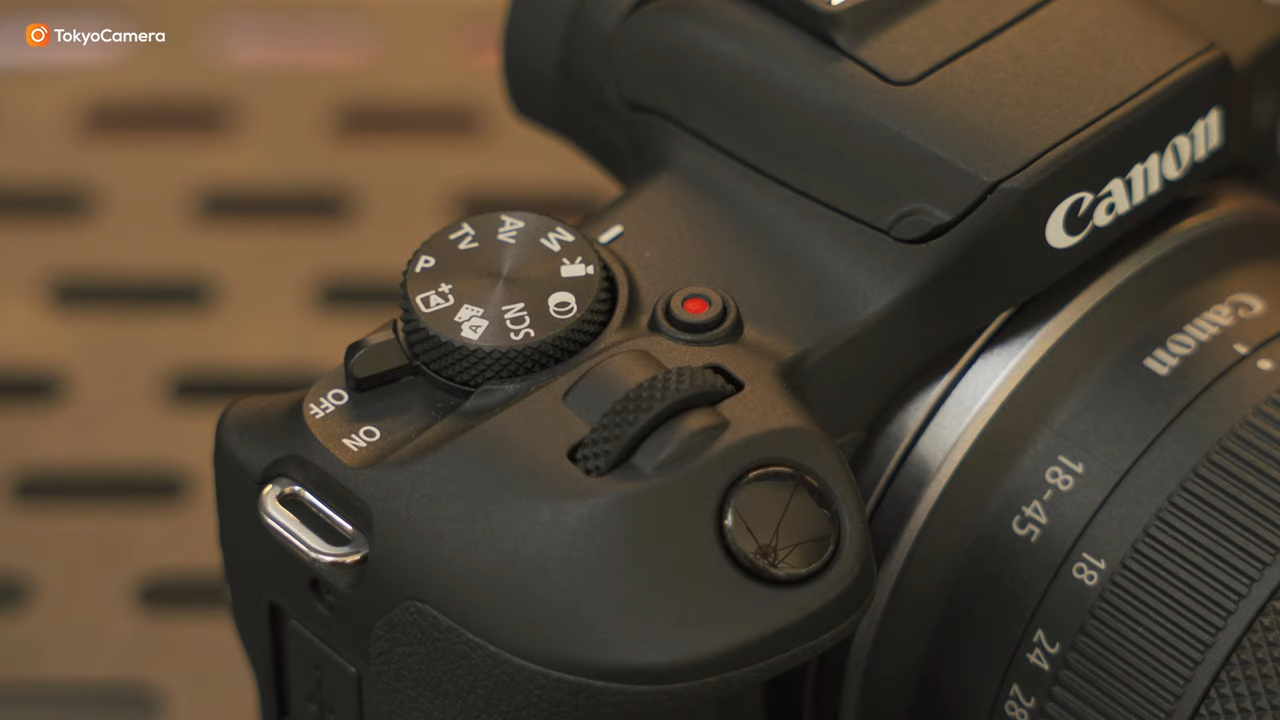 TokyoCamera
Canon
Canon
M
Av
Tv
P
A+
A
SCN
OFF
ON
18-45
18
24
28